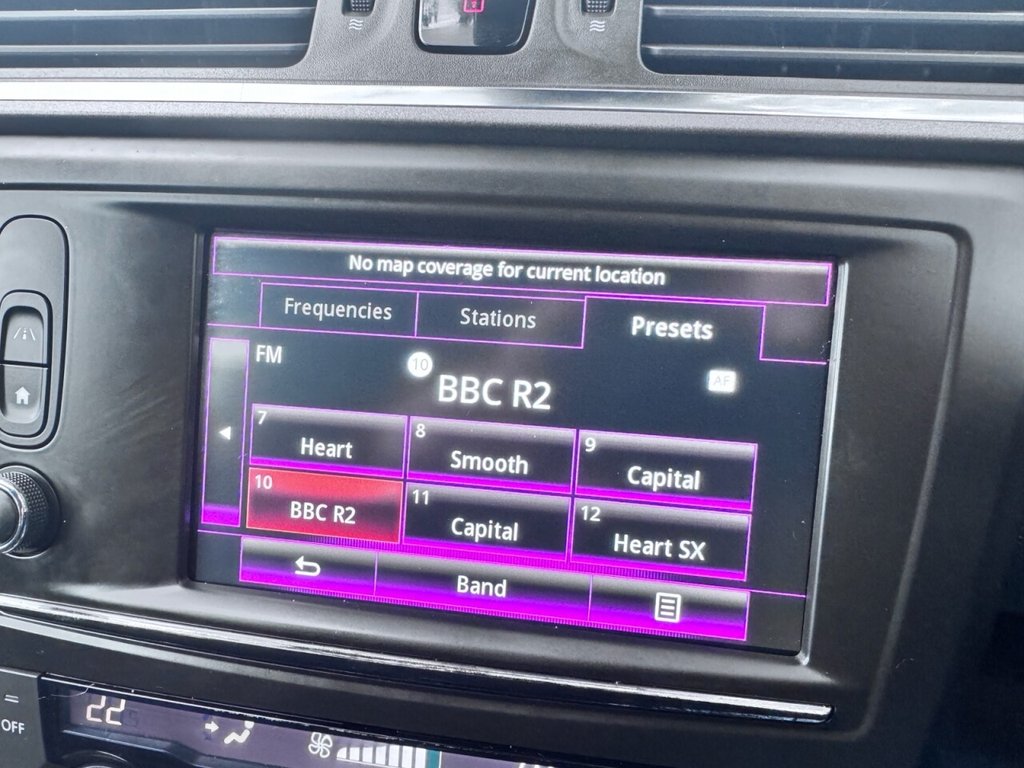 No map coverage for current location
Frequencies Stations Presets
FM 10 AF
BBC R2
7 Heart 8 Smooth 9 Capital
10 BBC R2 11 Capital 12 Heart SX
Band
OFF
22